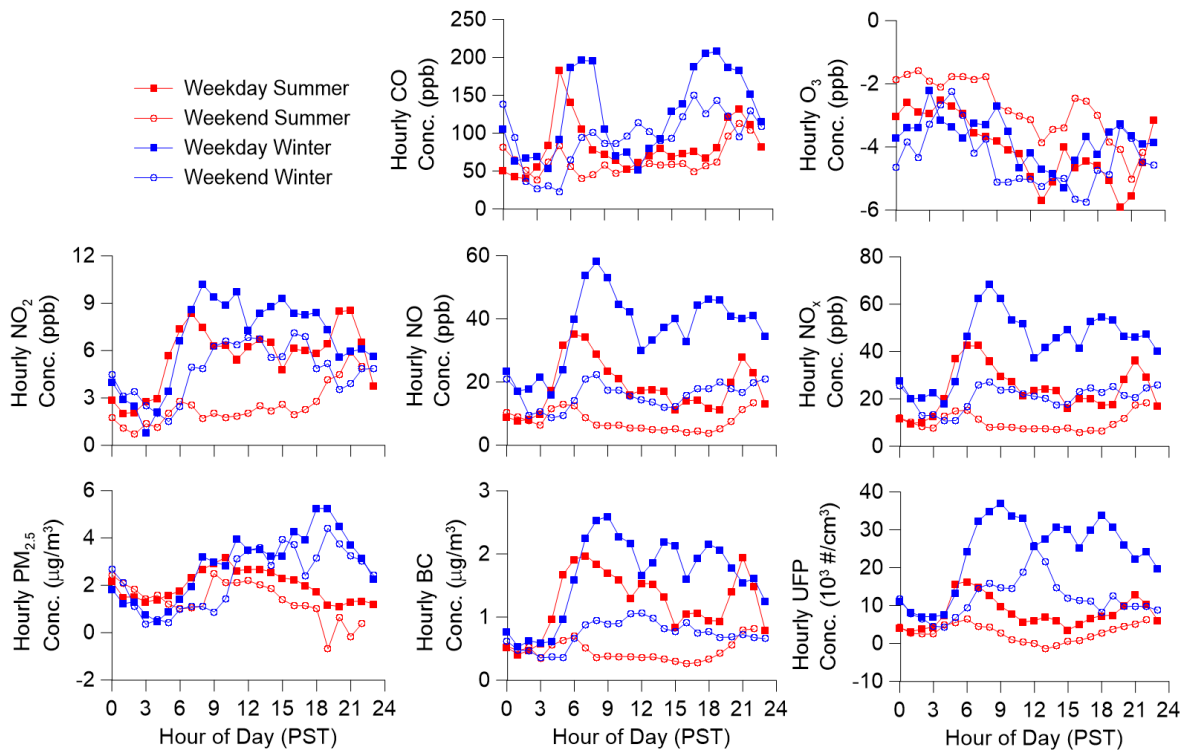 Weekday Summer
Weekend Summer
Weekday Winter
Weekend Winter
Hourly CO
Conc. (ppb)
250
200
150
100
50
0
Hourly O3
Conc. (ppb)
0
-2
-4
-6
Hourly NO2
Conc. (ppb)
12
9
6
3
0
Hourly NO
Conc. (ppb)
60
40
20
0
Hourly NOx
Conc. (ppb)
80
60
40
20
0
Hourly PM2.5
Conc. (µg/m³)
6
4
2
0
-2
0 3 6 9 12 15 18 21 24
Hour of Day (PST)
Hourly BC
Conc. (µg/m³)
3
2
1
0
0 3 6 9 12 15 18 21 24
Hour of Day (PST)
Hourly UFP
Conc. (10³ #/cm³)
40
30
20
10
0
-10
0 3 6 9 12 15 18 21 24
Hour of Day (PST)